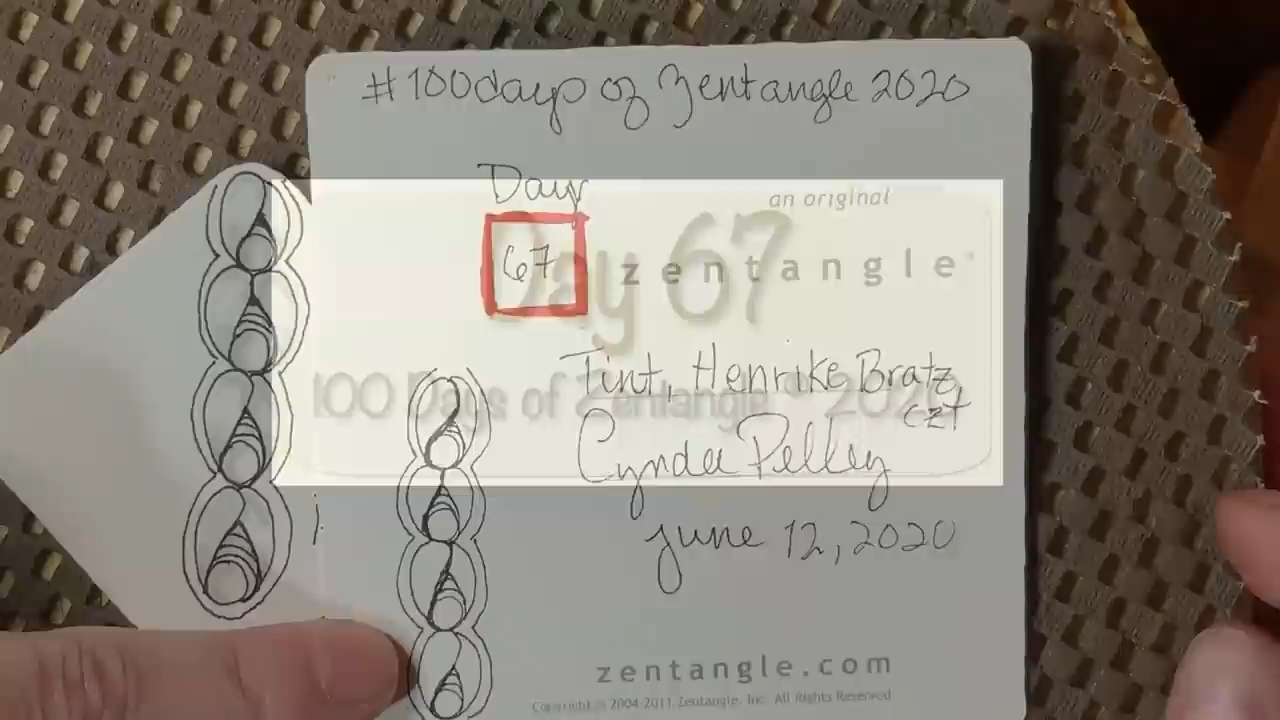 #100days of Zentangle 2020
Day
67
an original
Day 67
zentangle
Tint, Henrike Bratz
100 Days of Zentangle © 2020
CZT
Cynda Pelley
June 12, 2020
zentangle.com
Copyright © 2004-2011 Zentangle, Inc. All Rights Reserved